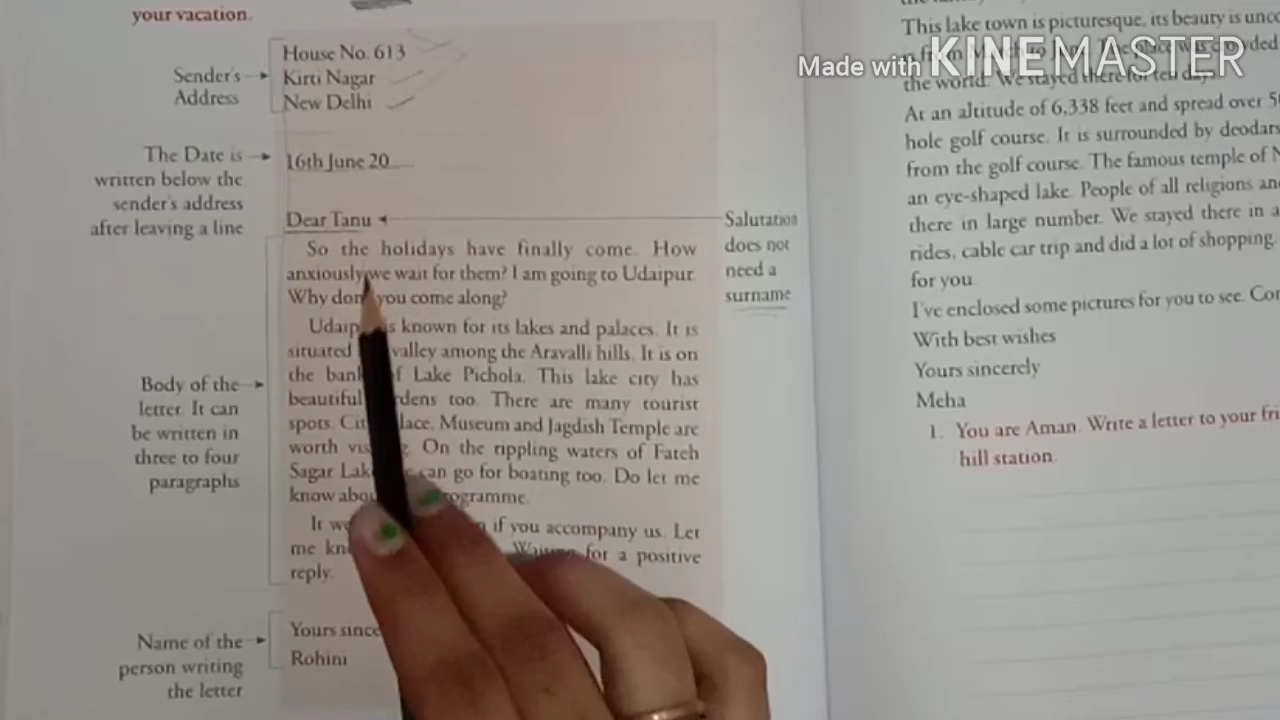 your vacation.
Sender's
Address
House No. 613
Kirti Nagar
New Delhi
The Date is
written below the
sender's address
after leaving a line
16th June 20.....
Dear Tanu
Salutation
does not
need a
surname
So the holidays have finally come. How
anxiously we wait for them? I am going to Udaipur.
Why don't you come along?
is known for its lakes and palaces. It is
situated valley among the Aravalli hills. It is on
the of Lake Pichola. This lake city has
beautiful too. There are many tourist
spots. Museum and Jagdish Temple are
worth On the rippling waters of Fateh
Sagar can go for boating too. Do let me
know
It if you accompany us. Let
me Waiting for a positive
reply.
Body of the
letter. It can
be written in
three to four
paragraphs
Yours
Rohini
Name of the
person writing
the letter
Made with KINEMASTER
This lake town is picturesque, its beauty is
the world. We stayed there for ten days.
At an altitude of 6,338 feet and spread over
hole golf course. It is surrounded by deodars
from the golf course. The famous temple of
an eye-shaped lake. People of all religions
there in large number. We stayed there in a
rides, cable car trip and did a lot of shopping.
for you.
I've enclosed some pictures for you to see.
With best wishes
Yours sincerely
Meha
1. You are Aman. Write a letter to your
hill station.